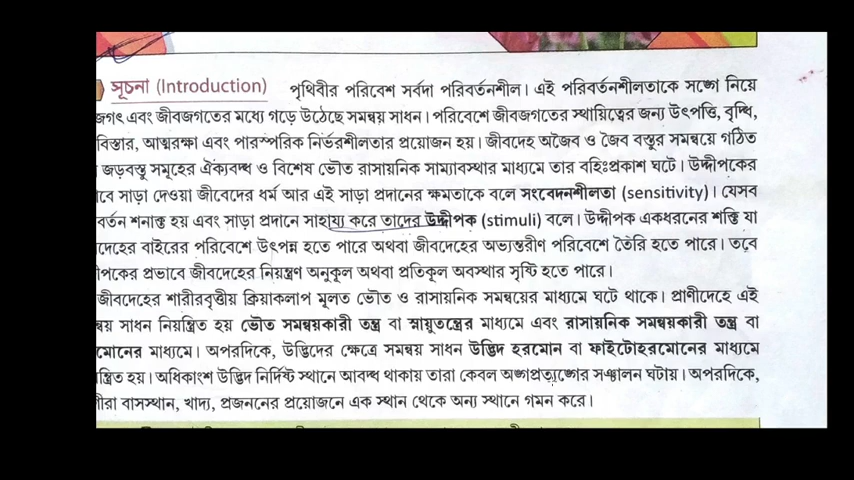 সূচনা (Introduction) পৃথিবীর পরিবেশ সর্বদা পরিবর্তনশীল। এই পরিবর্তনশীলতাকে সঙ্গে নিয়ে
জগৎ এবং জীবজগতের মধ্যে গড়ে উঠেছে সমন্বয় সাধন। পরিবেশে জীবজগতের স্থায়িত্বের জন্য উৎপত্তি, বৃদ্ধি,
বিস্তার, আত্মরক্ষা এবং পারস্পরিক নির্ভরশীলতার প্রয়োজন হয়। জীবদেহ অজৈব ও জৈব বস্তুর সমন্বয়ে গঠিত
জড়বস্তু সমূহের ঐক্যবদ্ধ ও বিশেষ ভৌত রাসায়নিক সাম্যাবস্থার মাধ্যমে তার বহিঃপ্রকাশ ঘটে। উদ্দীপকের
বে সাড়া দেওয়া জীবেদের ধর্ম আর এই সাড়া প্রদানের ক্ষমতাকে বলে সংবেদনশীলতা (sensitivity)। যেসব
বর্তন শনাক্ত হয় এবং সাড়া প্রদানে সাহায্য করে তাদের উদ্দীপক (stimuli) বলে। উদ্দীপক একধরনের শক্তি যা
দেহের বাইরের পরিবেশে উৎপন্ন হতে পারে অথবা জীবদেহের অভ্যন্তরীণ পরিবেশে তৈরি হতে পারে। তবে
পকের প্রভাবে জীবদেহের নিয়ন্ত্রণ অনুকূল অথবা প্রতিকূল অবস্থার সৃষ্টি হতে পারে।
জীবদেহের শারীরবৃত্তীয় ক্রিয়াকলাপ মূলত ভৌত ও রাসায়নিক সমন্বয়ের মাধ্যমে ঘটে থাকে। প্রাণীদেহে এই
ন্বয় সাধন নিয়ন্ত্রিত হয় ভৌত সমন্বয়কারী তন্ত্র বা স্নায়ুতন্ত্রের মাধ্যমে এবং রাসায়নিক সমন্বয়কারী তন্ত্র বা
মোনের মাধ্যমে। অপরদিকে, উদ্ভিদের ক্ষেত্রে সমন্বয় সাধন উদ্ভিদ হরমোন বা ফাইটোহরমোনের মাধ্যমে
ন্ত্রিত হয়। অধিকাংশ উদ্ভিদ নির্দিষ্ট স্থানে আবদ্ধ থাকায় তারা কেবল অঙ্গপ্রত্যঙ্গের সঞ্চালন ঘটায়। অপরদিকে,
ণীরা বাসস্থান, খাদ্য, প্রজননের প্রয়োজনে এক স্থান থেকে অন্য স্থানে গমন করে।